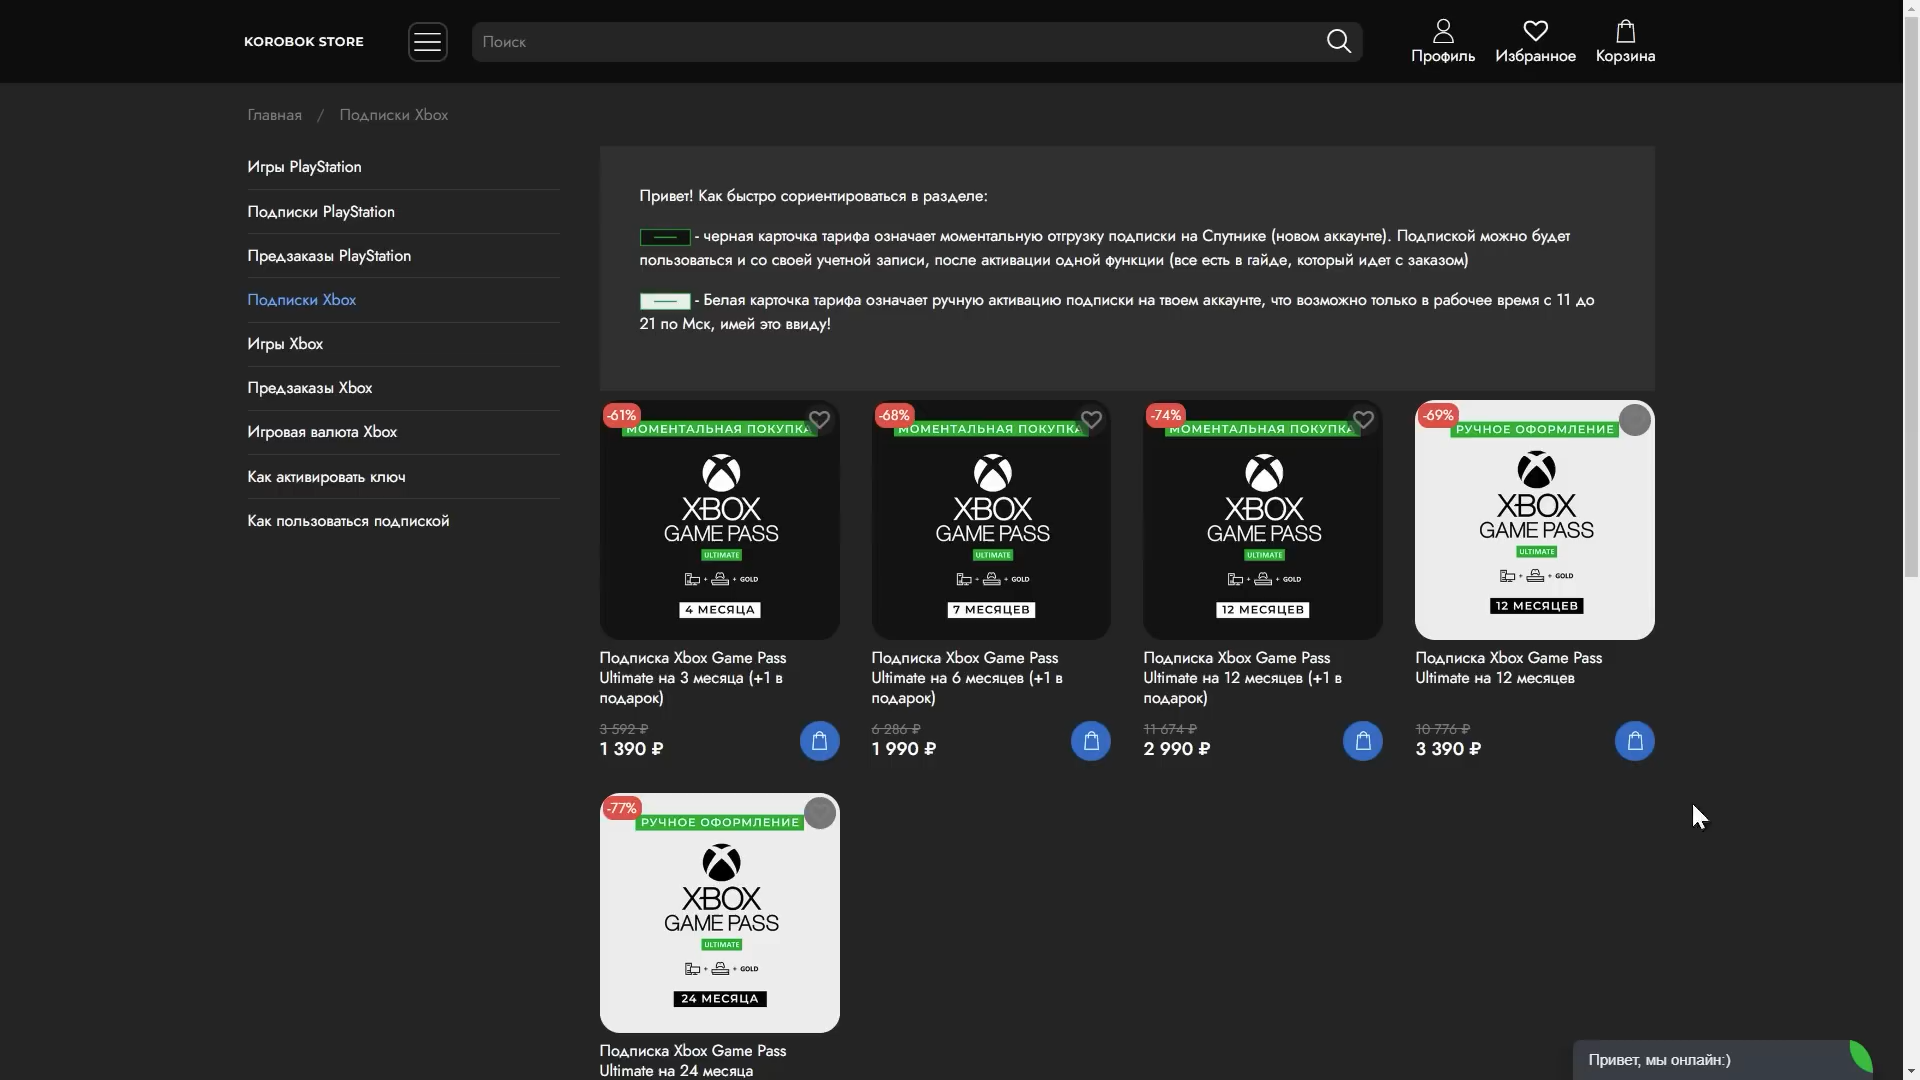 KOROBOK STORE
Поиск
Профиль
Избранное
Корзина
Главная / Подписки Xbox
Игры PlayStation
Подписки PlayStation
Предзаказы PlayStation
Подписки Xbox
Игры Xbox
Предзаказы Xbox
Игровая валюта Xbox
Как активировать ключ
Как пользоваться подпиской
Привет! Как быстро сориентироваться в разделе:
- черная карточка тарифа означает моментальную отгрузку подписки на Спутнике (новом аккаунте). Подпиской можно будет
пользоваться и со своей учетной записи, после активации одной функции (все есть в гайде, который идет с заказом)
- Белая карточка тарифа означает ручную активацию подписки на твоем аккаунте, что возможно только в рабочее время с 11 до
21 по Мск, имей это ввиду!
-61%
МОМЕНТАЛЬНАЯ ПОКУПКА
XBOX
GAME PASS
ULTIMATE
+ + GOLD
4 МЕСЯЦА
Подписка Xbox Game Pass
Ultimate на 3 месяца (+1 в
подарок)
3 592 ₽
1 390 ₽
-68%
МОМЕНТАЛЬНАЯ ПОКУПКА
XBOX
GAME PASS
ULTIMATE
+ + GOLD
7 МЕСЯЦЕВ
Подписка Xbox Game Pass
Ultimate на 6 месяцев (+1 в
подарок)
6 286 ₽
1 990 ₽
-74%
МОМЕНТАЛЬНАЯ ПОКУПКА
XBOX
GAME PASS
ULTIMATE
+ + GOLD
12 МЕСЯЦЕВ
Подписка Xbox Game Pass
Ultimate на 12 месяцев (+1 в
подарок)
11 674 ₽
2 990 ₽
-69%
РУЧНОЕ ОФОРМЛЕНИЕ
XBOX
GAME PASS
ULTIMATE
+ + GOLD
12 МЕСЯЦЕВ
Подписка Xbox Game Pass
Ultimate на 12 месяцев
10 776 ₽
3 390 ₽
-77%
РУЧНОЕ ОФОРМЛЕНИЕ
XBOX
GAME PASS
ULTIMATE
+ + GOLD
24 МЕСЯЦА
Подписка Xbox Game Pass
Ultimate на 24 месяца
Привет, мы онлайн:)